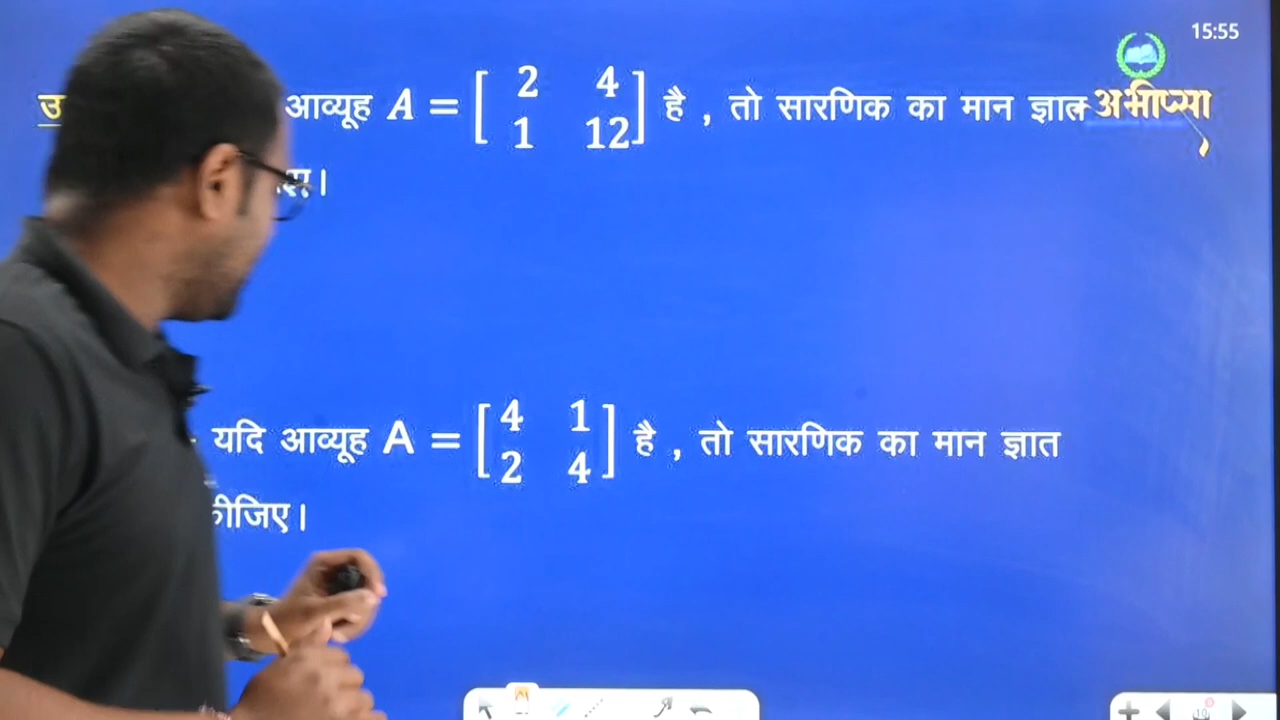 15:55
आव्यूह A = [ 2 4
1 12 ] है , तो सारणिक का मान ज्ञात
अभीप्सा
यदि आव्यूह A = [ 4 1
2 4 ] है , तो सारणिक का मान ज्ञात
कीजिए।